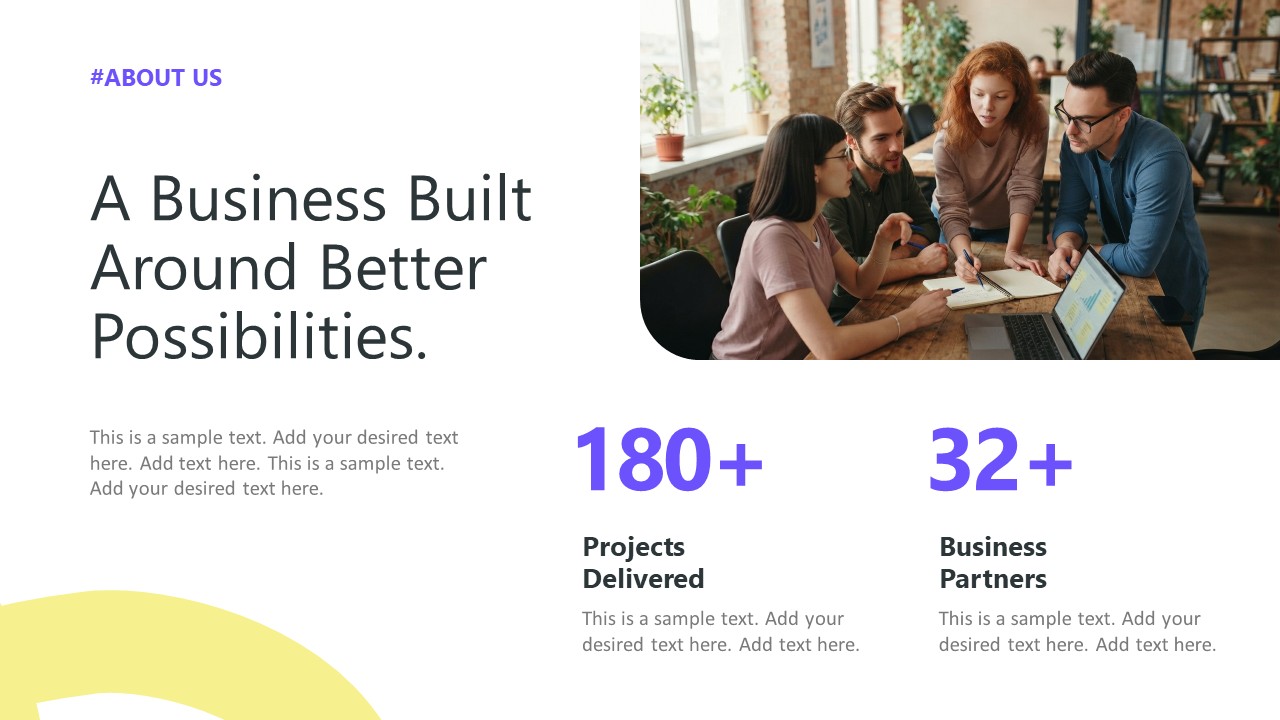 #ABOUT US
A Business Built
Around Better
Possibilities.
This is a sample text. Add your desired text
here. Add text here. This is a sample text.
Add your desired text here.
180+
Projects
Delivered
This is a sample text. Add your
desired text here. Add text here.
32+
Business
Partners
This is a sample text. Add your
desired text here. Add text here.